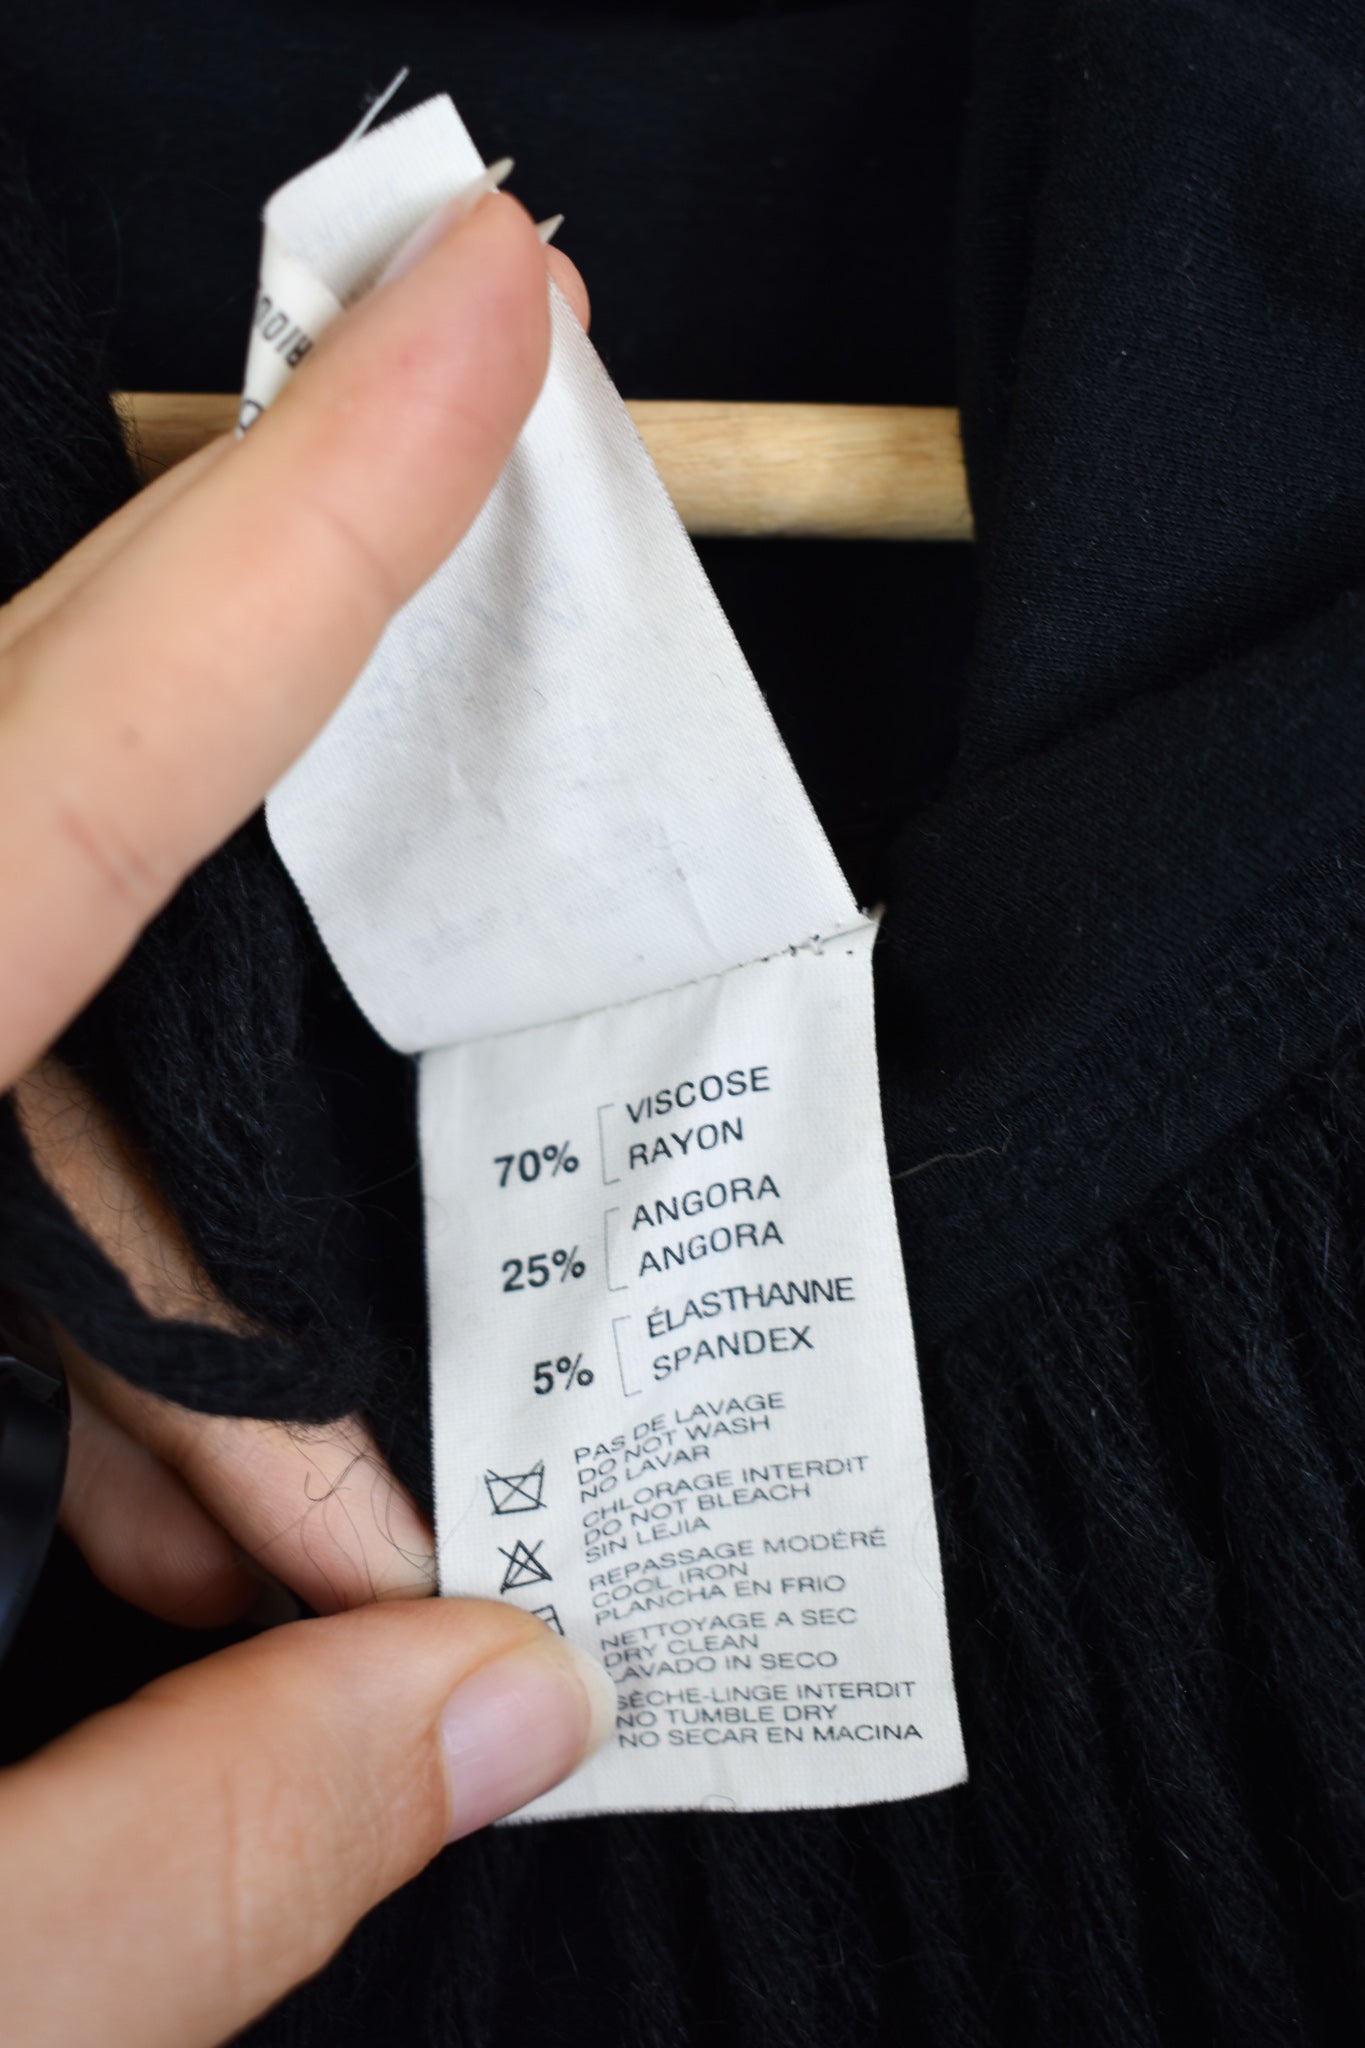 70%
VISCOSE
RAYON
25%
ANGORA
ANGORA
5%
ÉLASTHANNE
SPANDEX
PAS DE LAVAGE
DO NOT WASH
NO LAVAR
CHLORAGE INTERDIT
DO NOT BLEACH
SIN LEJIA
REPASSAGE MODÉRÉ
COOL IRON
PLANCHA EN FRIO
NETTOYAGE A SEC
DRY CLEAN
LAVADO IN SECO
SÈCHE-LINGE INTERDIT
NO TUMBLE DRY
NO SECAR EN MACINA